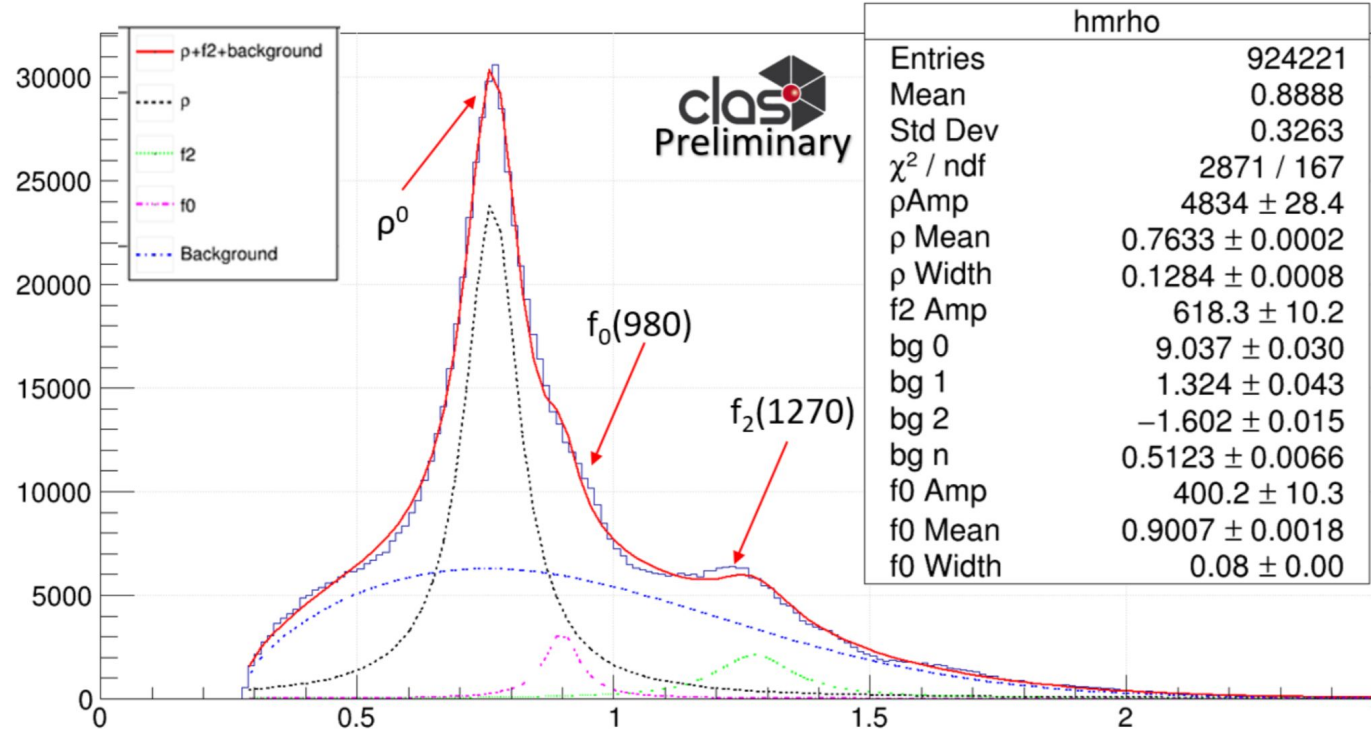 ρ+f2+background
ρ
f2
f0
Background
clas
Preliminary
ρ⁰
f₀(980)
f₂(1270)
hmrho
Entries 924221
Mean 0.8888
Std Dev 0.3263
χ² / ndf 2871 / 167
ρAmp 4834 ± 28.4
ρ Mean 0.7633 ± 0.0002
ρ Width 0.1284 ± 0.0008
f2 Amp 618.3 ± 10.2
bg 0 9.037 ± 0.030
bg 1 1.324 ± 0.043
bg 2 −1.602 ± 0.015
bg n 0.5123 ± 0.0066
f0 Amp 400.2 ± 10.3
f0 Mean 0.9007 ± 0.0018
f0 Width 0.08 ± 0.00
30000
25000
20000
15000
10000
5000
0
0 0.5 1 1.5 2